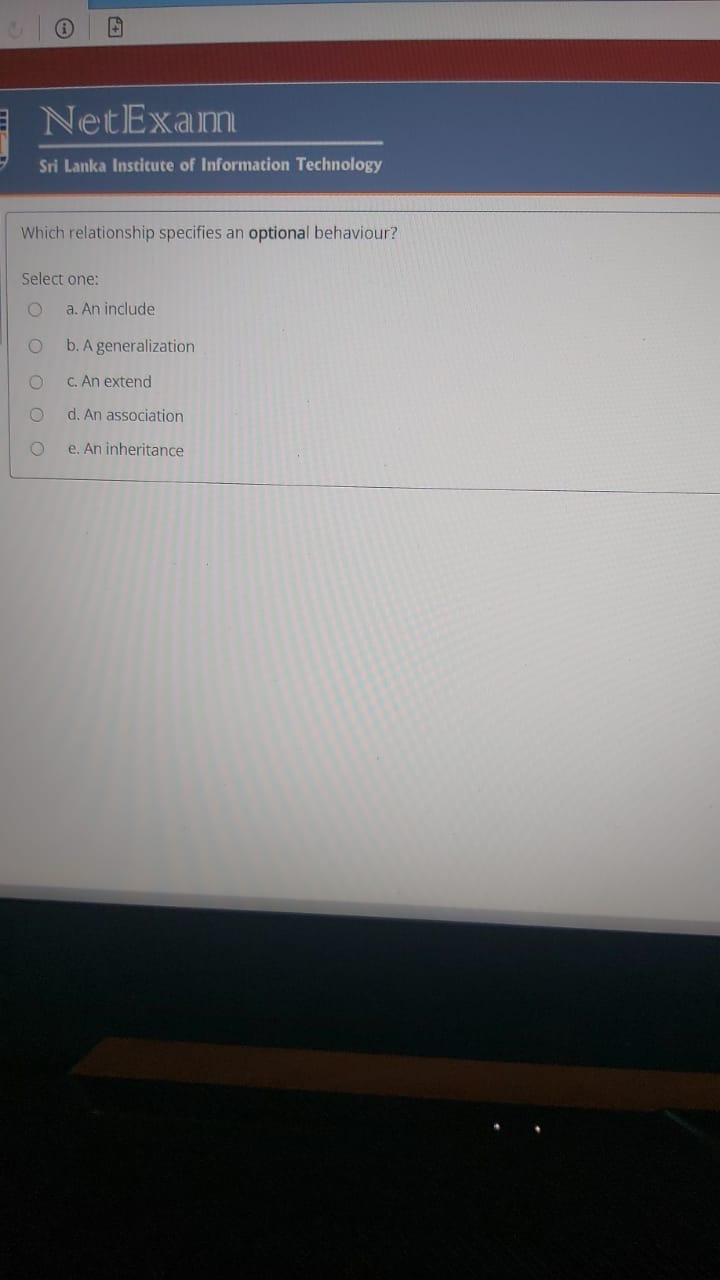 NetExam
Sri Lanka Institute of Information Technology
Which relationship specifies an optional behaviour?
Select one:
a. An include
b. A generalization
c. An extend
d. An association
e. An inheritance